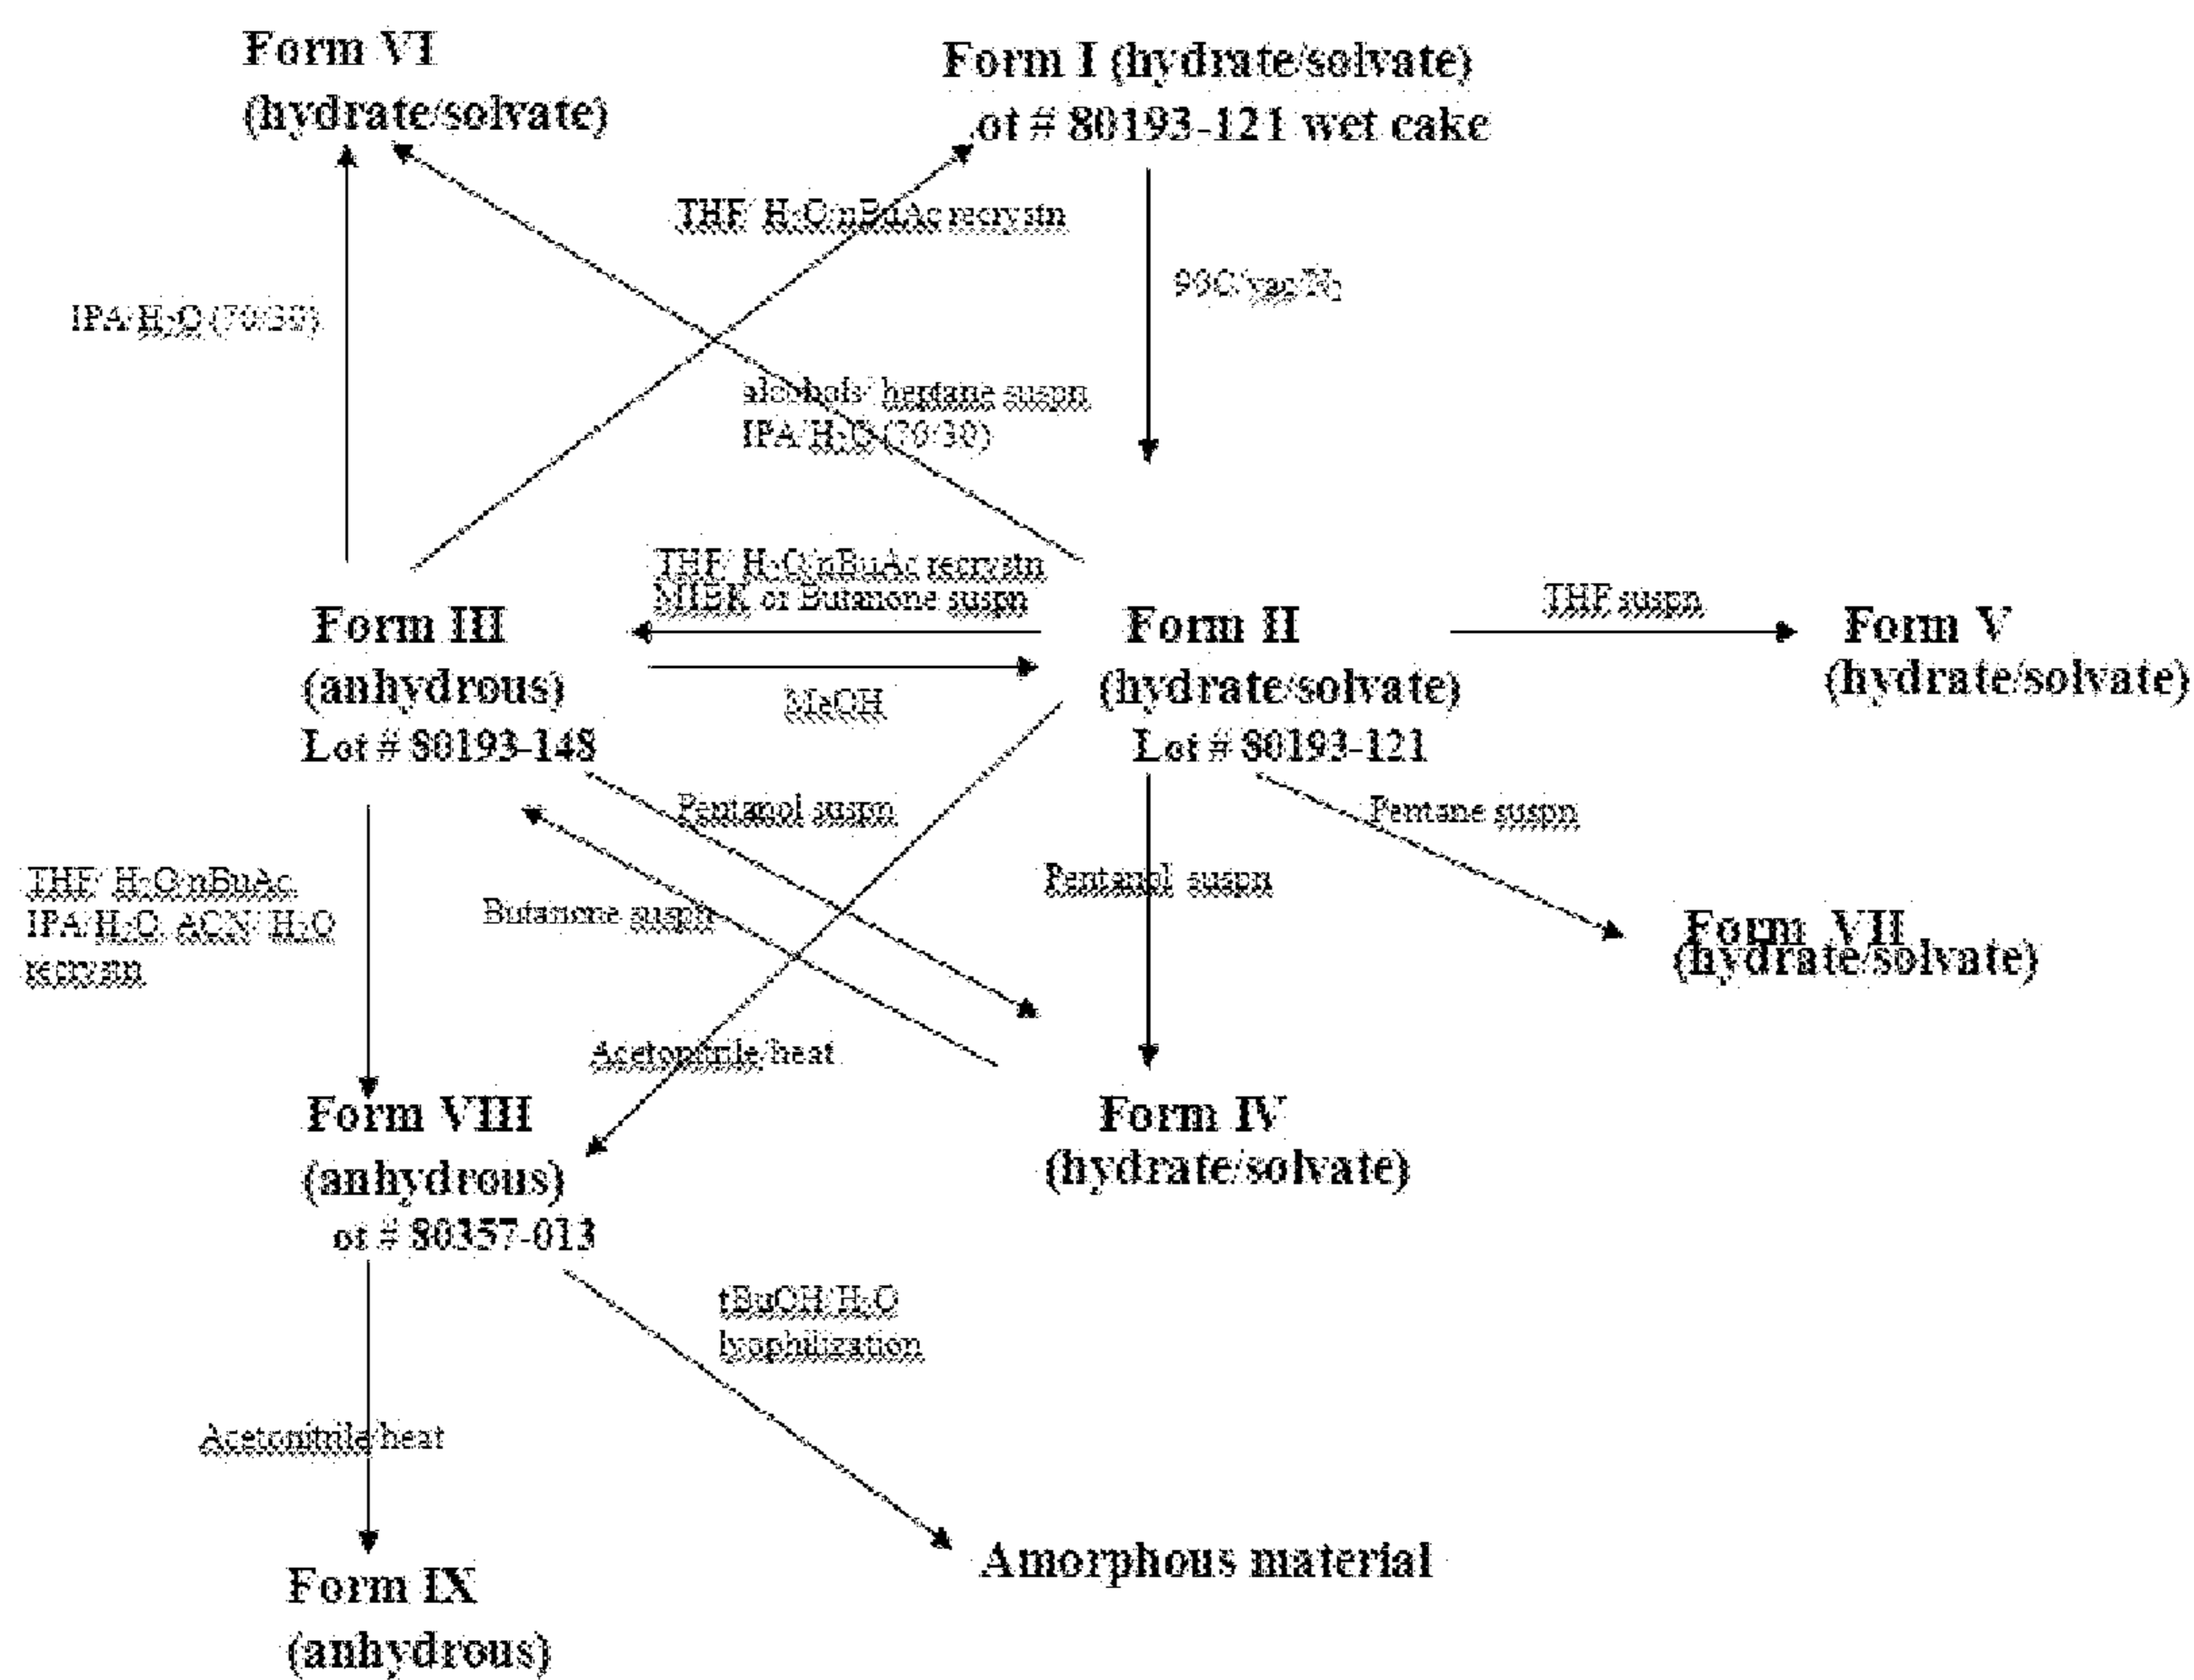 Form VI
(hydrate/solvate)
Form I (hydrate/solvate)
.ot # 80193-121 wet cake
THF/ H₂O/nBuAc recrystn
90C/vac/N₂
IPA/H₂O (70/30)
alcohols/ heptane suspn
IPA/H₂O (70/30)
THF/ H₂O/nBuAc recrystn
MIBK or Butanone suspn
THF suspn
Form III
(anhydrous)
Lot # 80193-148
MeOH
Form II
(hydrate/solvate)
Lot # 80193-121
Form V
(hydrate/solvate)
Pentanol suspn
Pentane suspn
THF/ H₂O/nBuAc,
IPA/H₂O, ACN/ H₂O
recrystn
Butanone suspn
Pentanol suspn
Form VII
(hydrate/solvate)
Acetonitrile/heat
Form VIII
(anhydrous)
ot # 80357-013
Form IV
(hydrate/solvate)
tBuOH/H₂O
lyophilization
Acetonitrile/heat
Amorphous material
Form IX
(anhydrous)